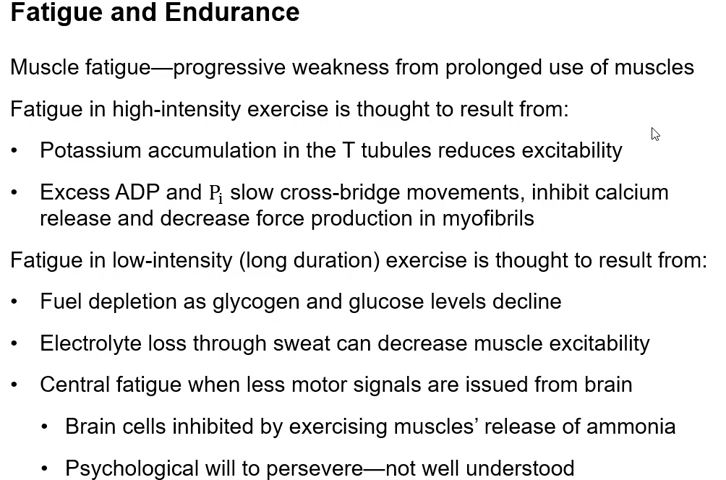 Fatigue and Endurance
Muscle fatigue—progressive weakness from prolonged use of muscles
Fatigue in high-intensity exercise is thought to result from:
• Potassium accumulation in the T tubules reduces excitability
• Excess ADP and Pᵢ slow cross-bridge movements, inhibit calcium
release and decrease force production in myofibrils
Fatigue in low-intensity (long duration) exercise is thought to result from:
• Fuel depletion as glycogen and glucose levels decline
• Electrolyte loss through sweat can decrease muscle excitability
• Central fatigue when less motor signals are issued from brain
• Brain cells inhibited by exercising muscles’ release of ammonia
• Psychological will to persevere—not well understood